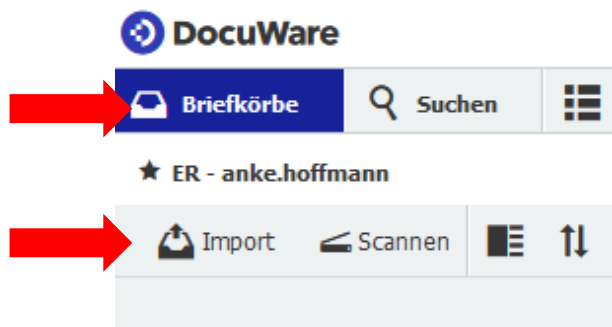 DocuWare
Briefkörbe Suchen
ER - anke.hoffmann
Import Scannen